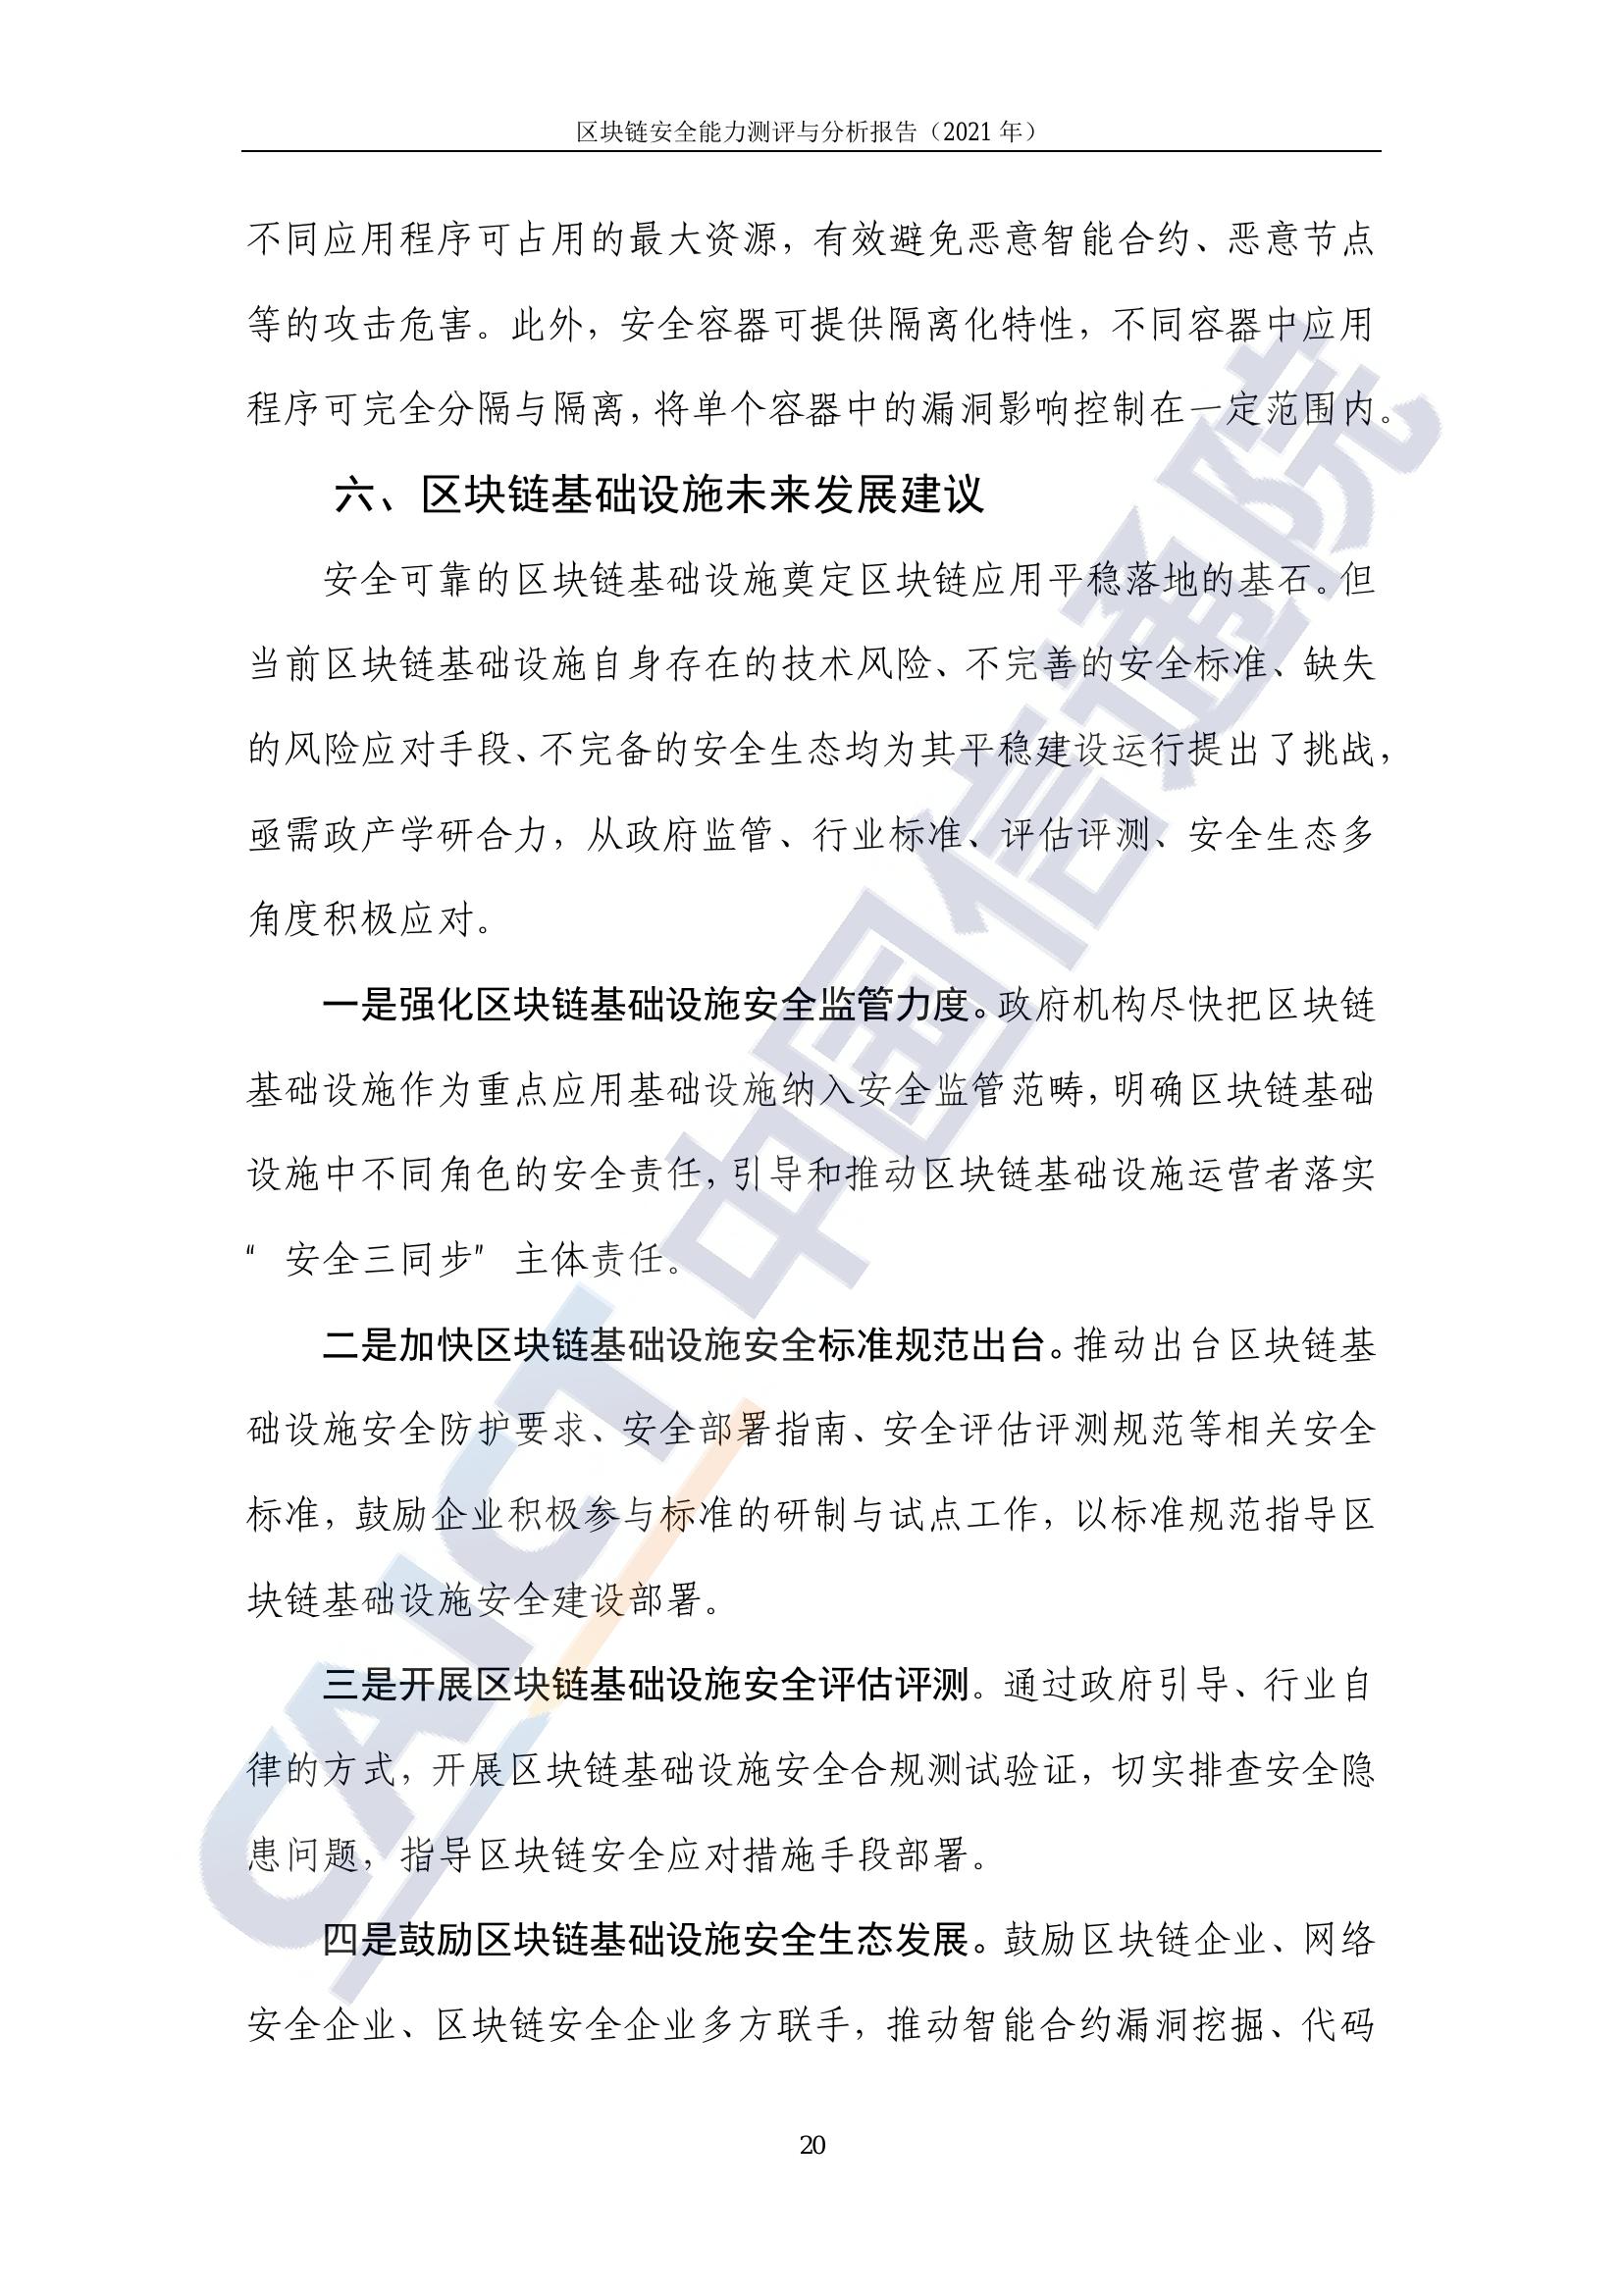 区块链安全能力测评与分析报告（2021 年）
不同应用程序可占用的最大资源，有效避免恶意智能合约、恶意节点
等的攻击危害。此外，安全容器可提供隔离化特性，不同容器中应用
程序可完全分隔与隔离，将单个容器中的漏洞影响控制在一定范围内。
六、区块链基础设施未来发展建议
安全可靠的区块链基础设施奠定区块链应用平稳落地的基石。但
当前区块链基础设施自身存在的技术风险、不完善的安全标准、缺失
的风险应对手段、不完备的安全生态均为其平稳建设运行提出了挑战，
亟需政产学研合力，从政府监管、行业标准、评估评测、安全生态多
角度积极应对。
一是强化区块链基础设施安全监管力度。政府机构尽快把区块链
基础设施作为重点应用基础设施纳入安全监管范畴，明确区块链基础
设施中不同角色的安全责任，引导和推动区块链基础设施运营者落实
“安全三同步”主体责任。
二是加快区块链基础设施安全标准规范出台。推动出台区块链基
础设施安全防护要求、安全部署指南、安全评估评测规范等相关安全
标准，鼓励企业积极参与标准的研制与试点工作，以标准规范指导区
块链基础设施安全建设部署。
三是开展区块链基础设施安全评估评测。通过政府引导、行业自
律的方式，开展区块链基础设施安全合规测试验证，切实排查安全隐
患问题，指导区块链安全应对措施手段部署。
四是鼓励区块链基础设施安全生态发展。鼓励区块链企业、网络
安全企业、区块链安全企业多方联手，推动智能合约漏洞挖掘、代码
20
CAICT 中国信通院